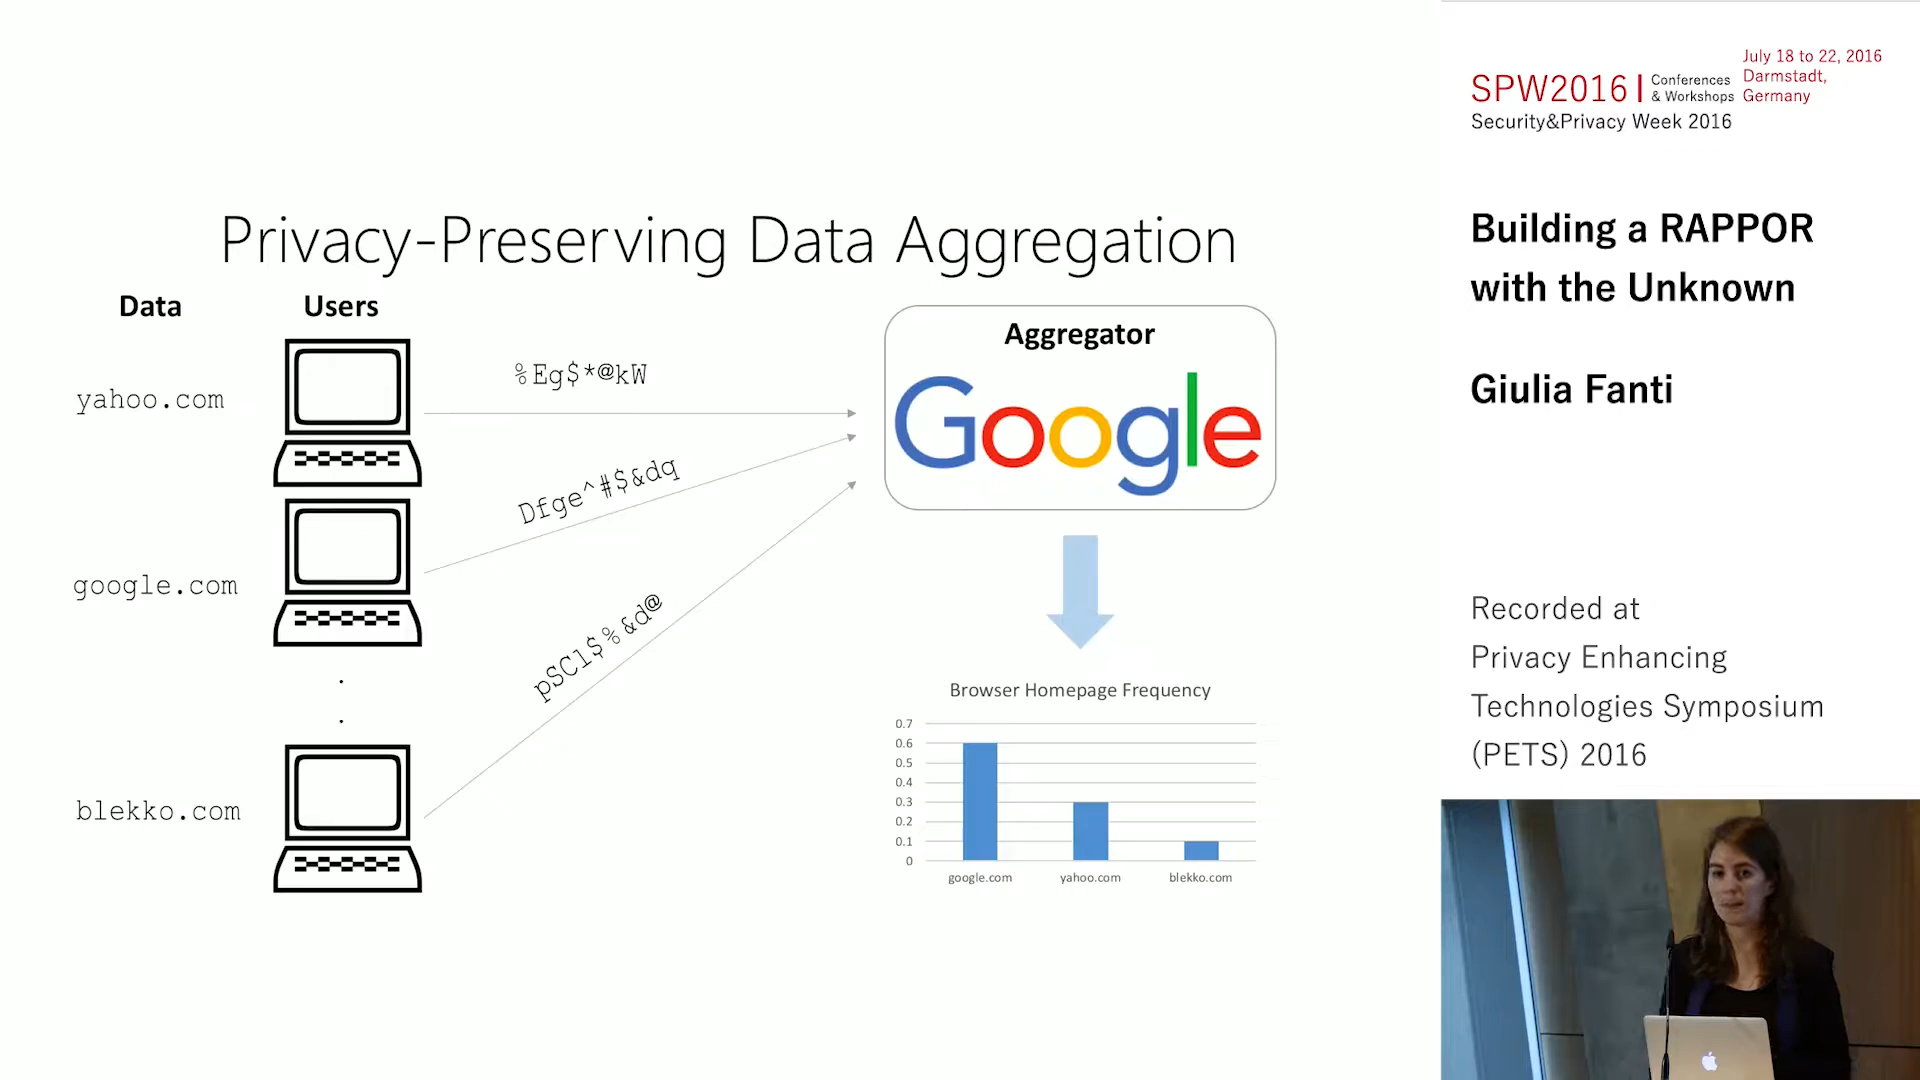 Privacy-Preserving Data Aggregation
Data
Users
yahoo.com
google.com
.
.
blekko.com
%Eg$*@kW
Dfge^#$&dq
pSCl$%&d@
Aggregator
Google
Browser Homepage Frequency
0.7
0.6
0.5
0.4
0.3
0.2
0.1
0
google.com yahoo.com blekko.com
SPW2016 | Conferences & Workshops
July 18 to 22, 2016
Darmstadt,
Germany
Security&Privacy Week 2016
Building a RAPPOR
with the Unknown
Giulia Fanti
Recorded at
Privacy Enhancing
Technologies Symposium
(PETS) 2016